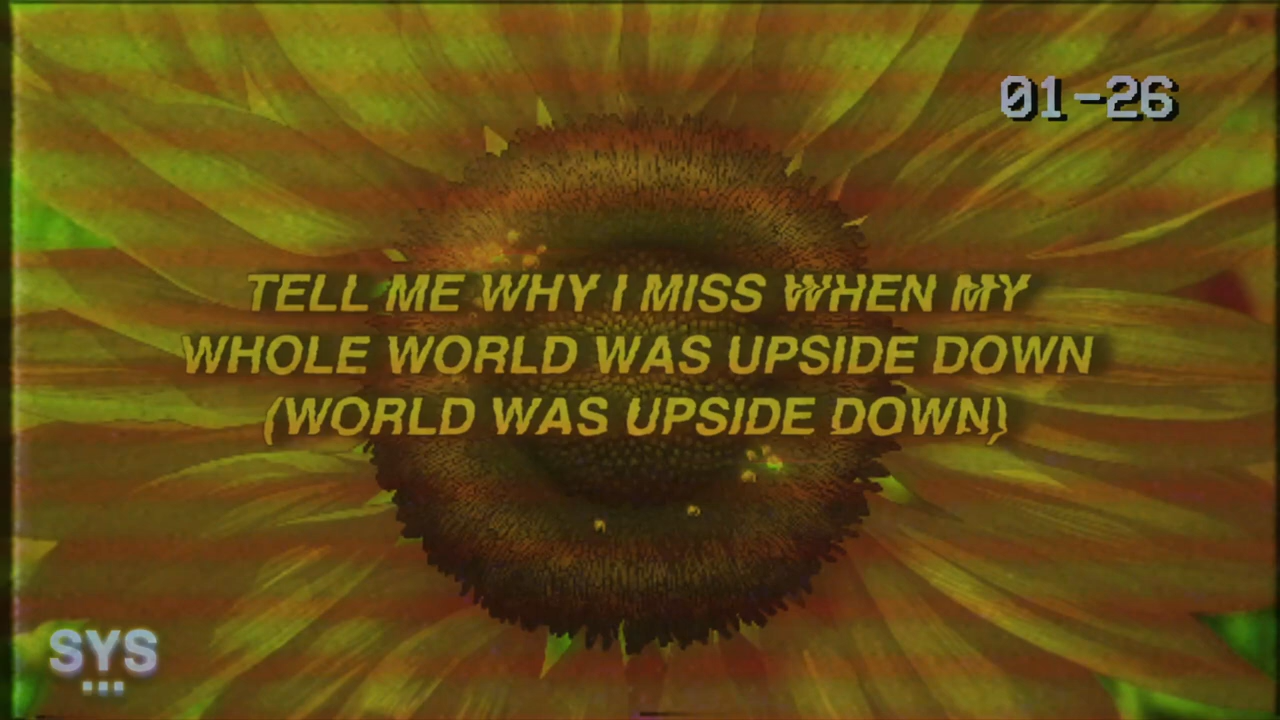 01-26
TELL ME WHY I MISS WHEN MY
WHOLE WORLD WAS UPSIDE DOWN
(WORLD WAS UPSIDE DOWN)
SYS